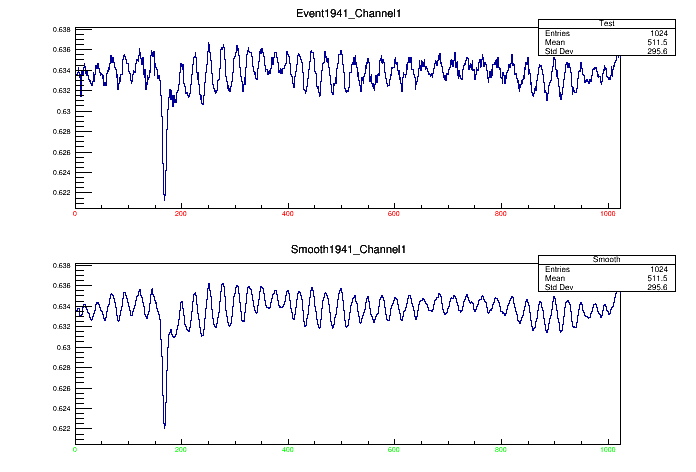 Event1941_Channel1
Test
Entries 1024
Mean 511.5
Std Dev 295.6
0.638
0.636
0.634
0.632
0.63
0.628
0.626
0.624
0.622
0 200 400 600 800 1000
Smooth1941_Channel1
Smooth
Entries 1024
Mean 511.5
Std Dev 295.6
0.638
0.636
0.634
0.632
0.63
0.628
0.626
0.624
0.622
0 200 400 600 800 1000